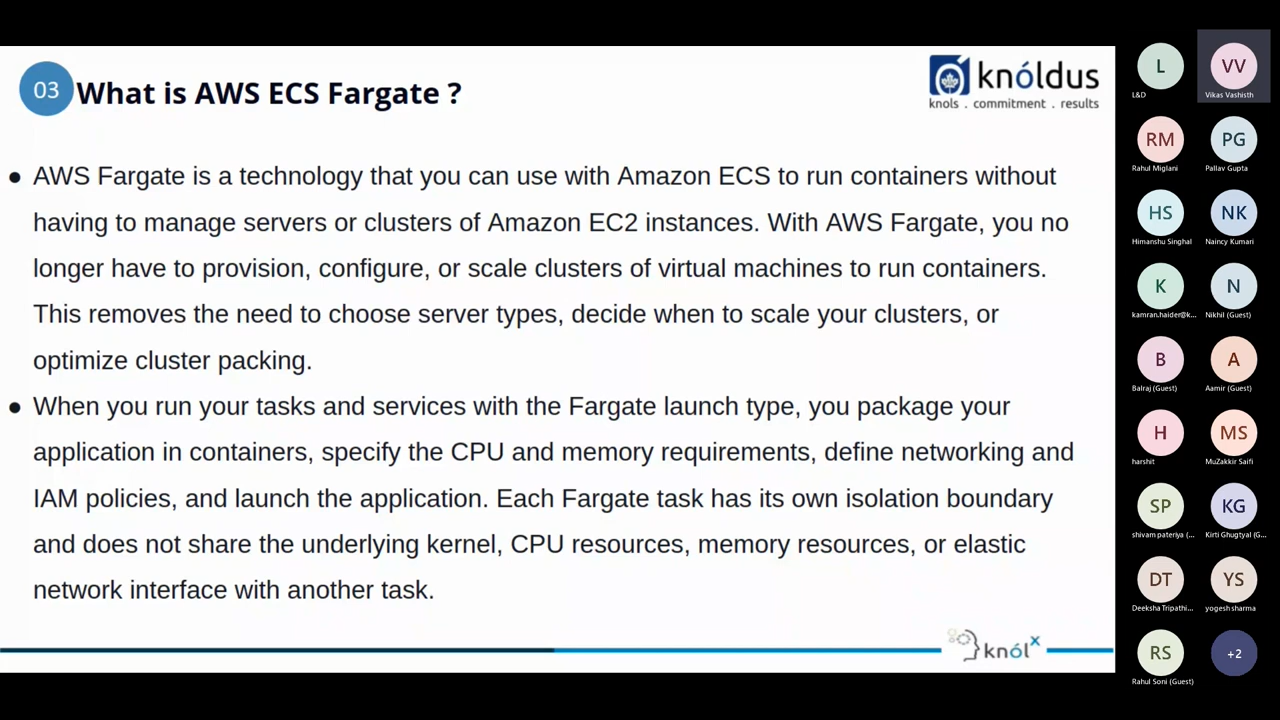 03
What is AWS ECS Fargate ?
knóldus
knols . commitment . results
● AWS Fargate is a technology that you can use with Amazon ECS to run containers without
having to manage servers or clusters of Amazon EC2 instances. With AWS Fargate, you no
longer have to provision, configure, or scale clusters of virtual machines to run containers.
This removes the need to choose server types, decide when to scale your clusters, or
optimize cluster packing.
● When you run your tasks and services with the Fargate launch type, you package your
application in containers, specify the CPU and memory requirements, define networking and
IAM policies, and launch the application. Each Fargate task has its own isolation boundary
and does not share the underlying kernel, CPU resources, memory resources, or elastic
network interface with another task.
knólx
L
L&D
VV
Vikas Vashisth
RM
Rahul Miglani
PG
Pallav Gupta
HS
Himanshu Singhal
NK
Naincy Kumari
K
kamran.haider@k...
N
Nikhil (Guest)
B
Balraj (Guest)
A
Aamir (Guest)
H
harshit
MS
MuZakkir Saifi
SP
shivam pateriya (...
KG
Kirti Ghugtyal (G...
DT
Deeksha Tripathi...
YS
yogesh sharma
RS
Rahul Soni (Guest)
+2